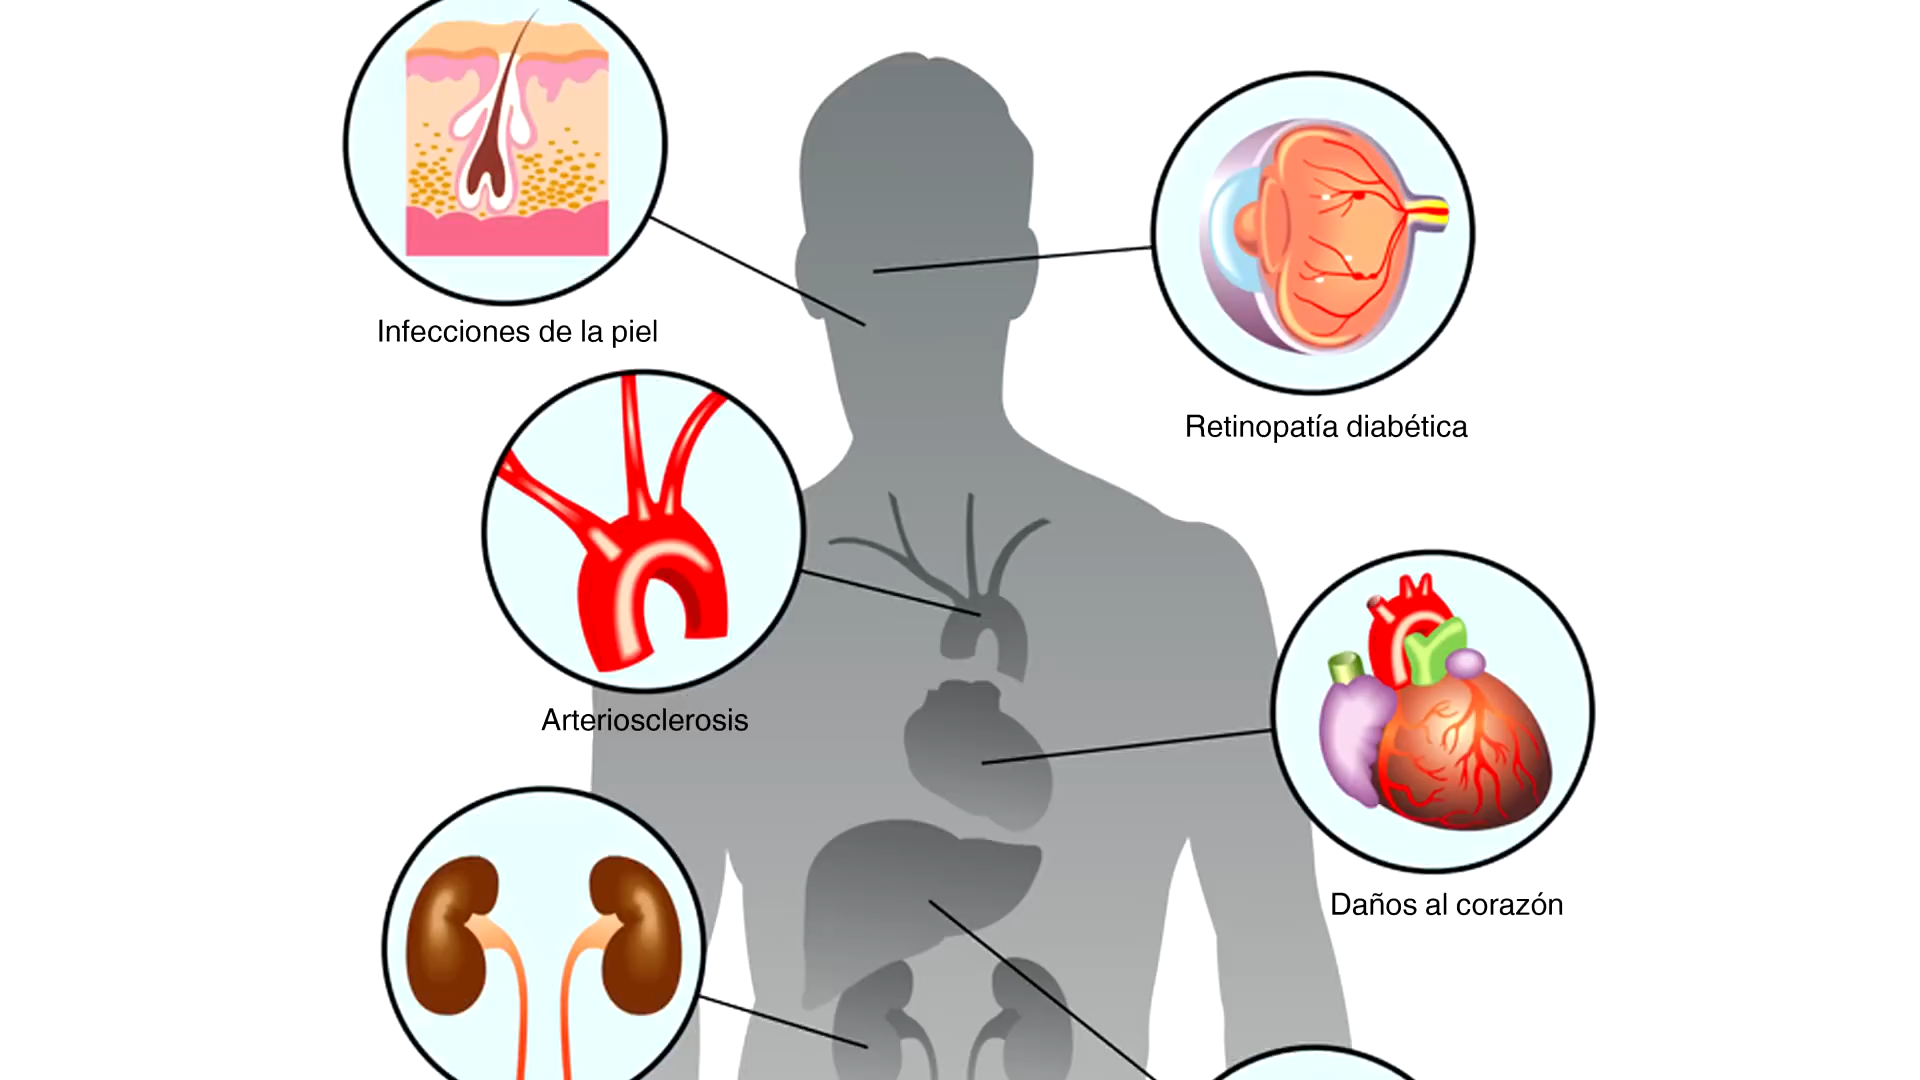 Infecciones de la piel
Retinopatía diabética
Arteriosclerosis
Daños al corazón